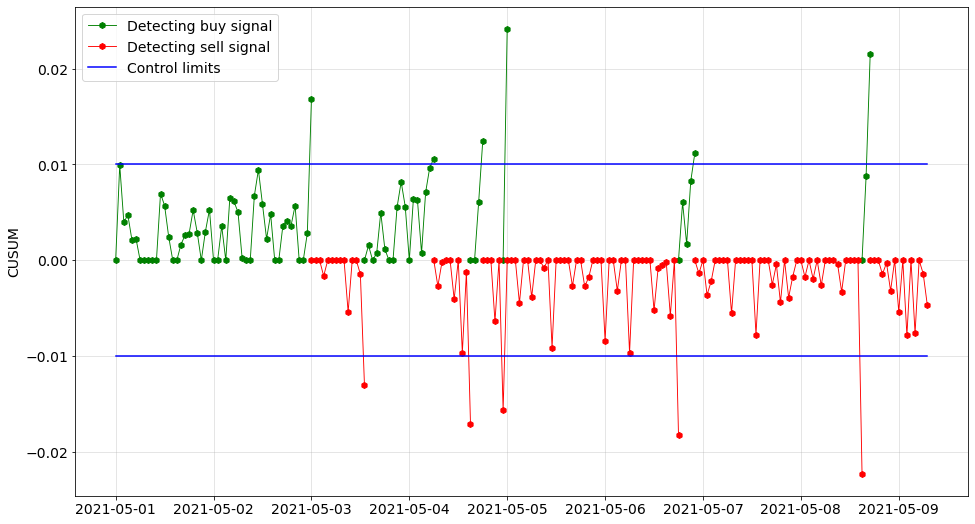 Detecting buy signal
Detecting sell signal
Control limits
0.02
0.01
0.00
−0.01
−0.02
CUSUM
2021-05-01 2021-05-02 2021-05-03 2021-05-04 2021-05-05 2021-05-06 2021-05-07 2021-05-08 2021-05-09